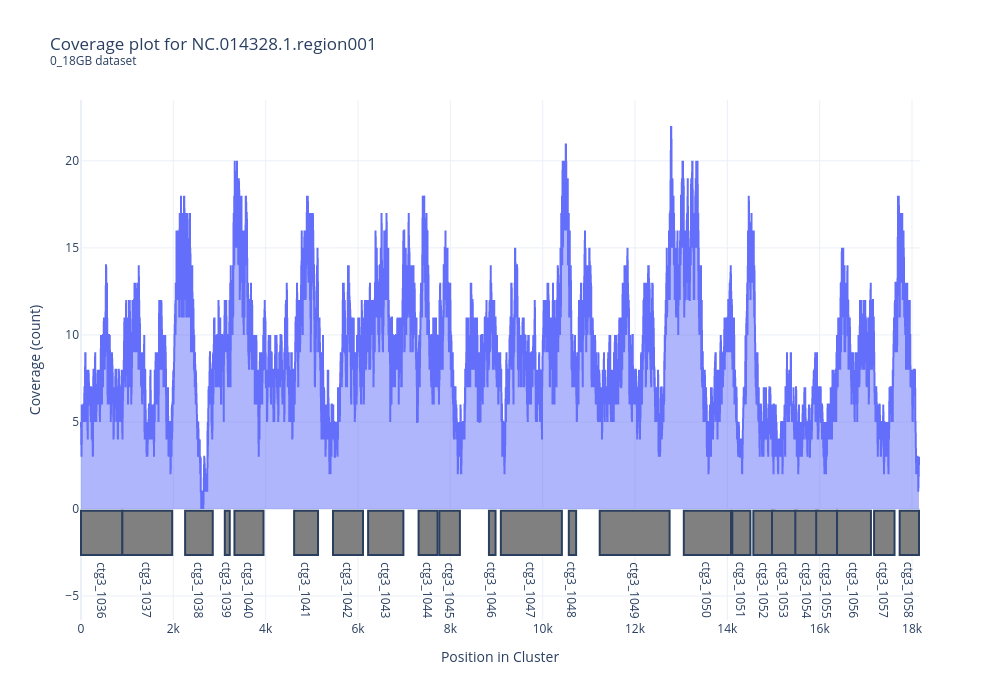 Coverage plot for NC.014328.1.region001
0_18GB dataset
Coverage (count)
20
15
10
5
0
−5
ctg3_1036
ctg3_1037
ctg3_1038
ctg3_1039
ctg3_1040
ctg3_1041
ctg3_1042
ctg3_1043
ctg3_1044
ctg3_1045
ctg3_1046
ctg3_1047
ctg3_1048
ctg3_1049
ctg3_1050
ctg3_1051
ctg3_1052
ctg3_1053
ctg3_1054
ctg3_1055
ctg3_1056
ctg3_1057
ctg3_1058
0 2k 4k 6k 8k 10k 12k 14k 16k 18k
Position in Cluster